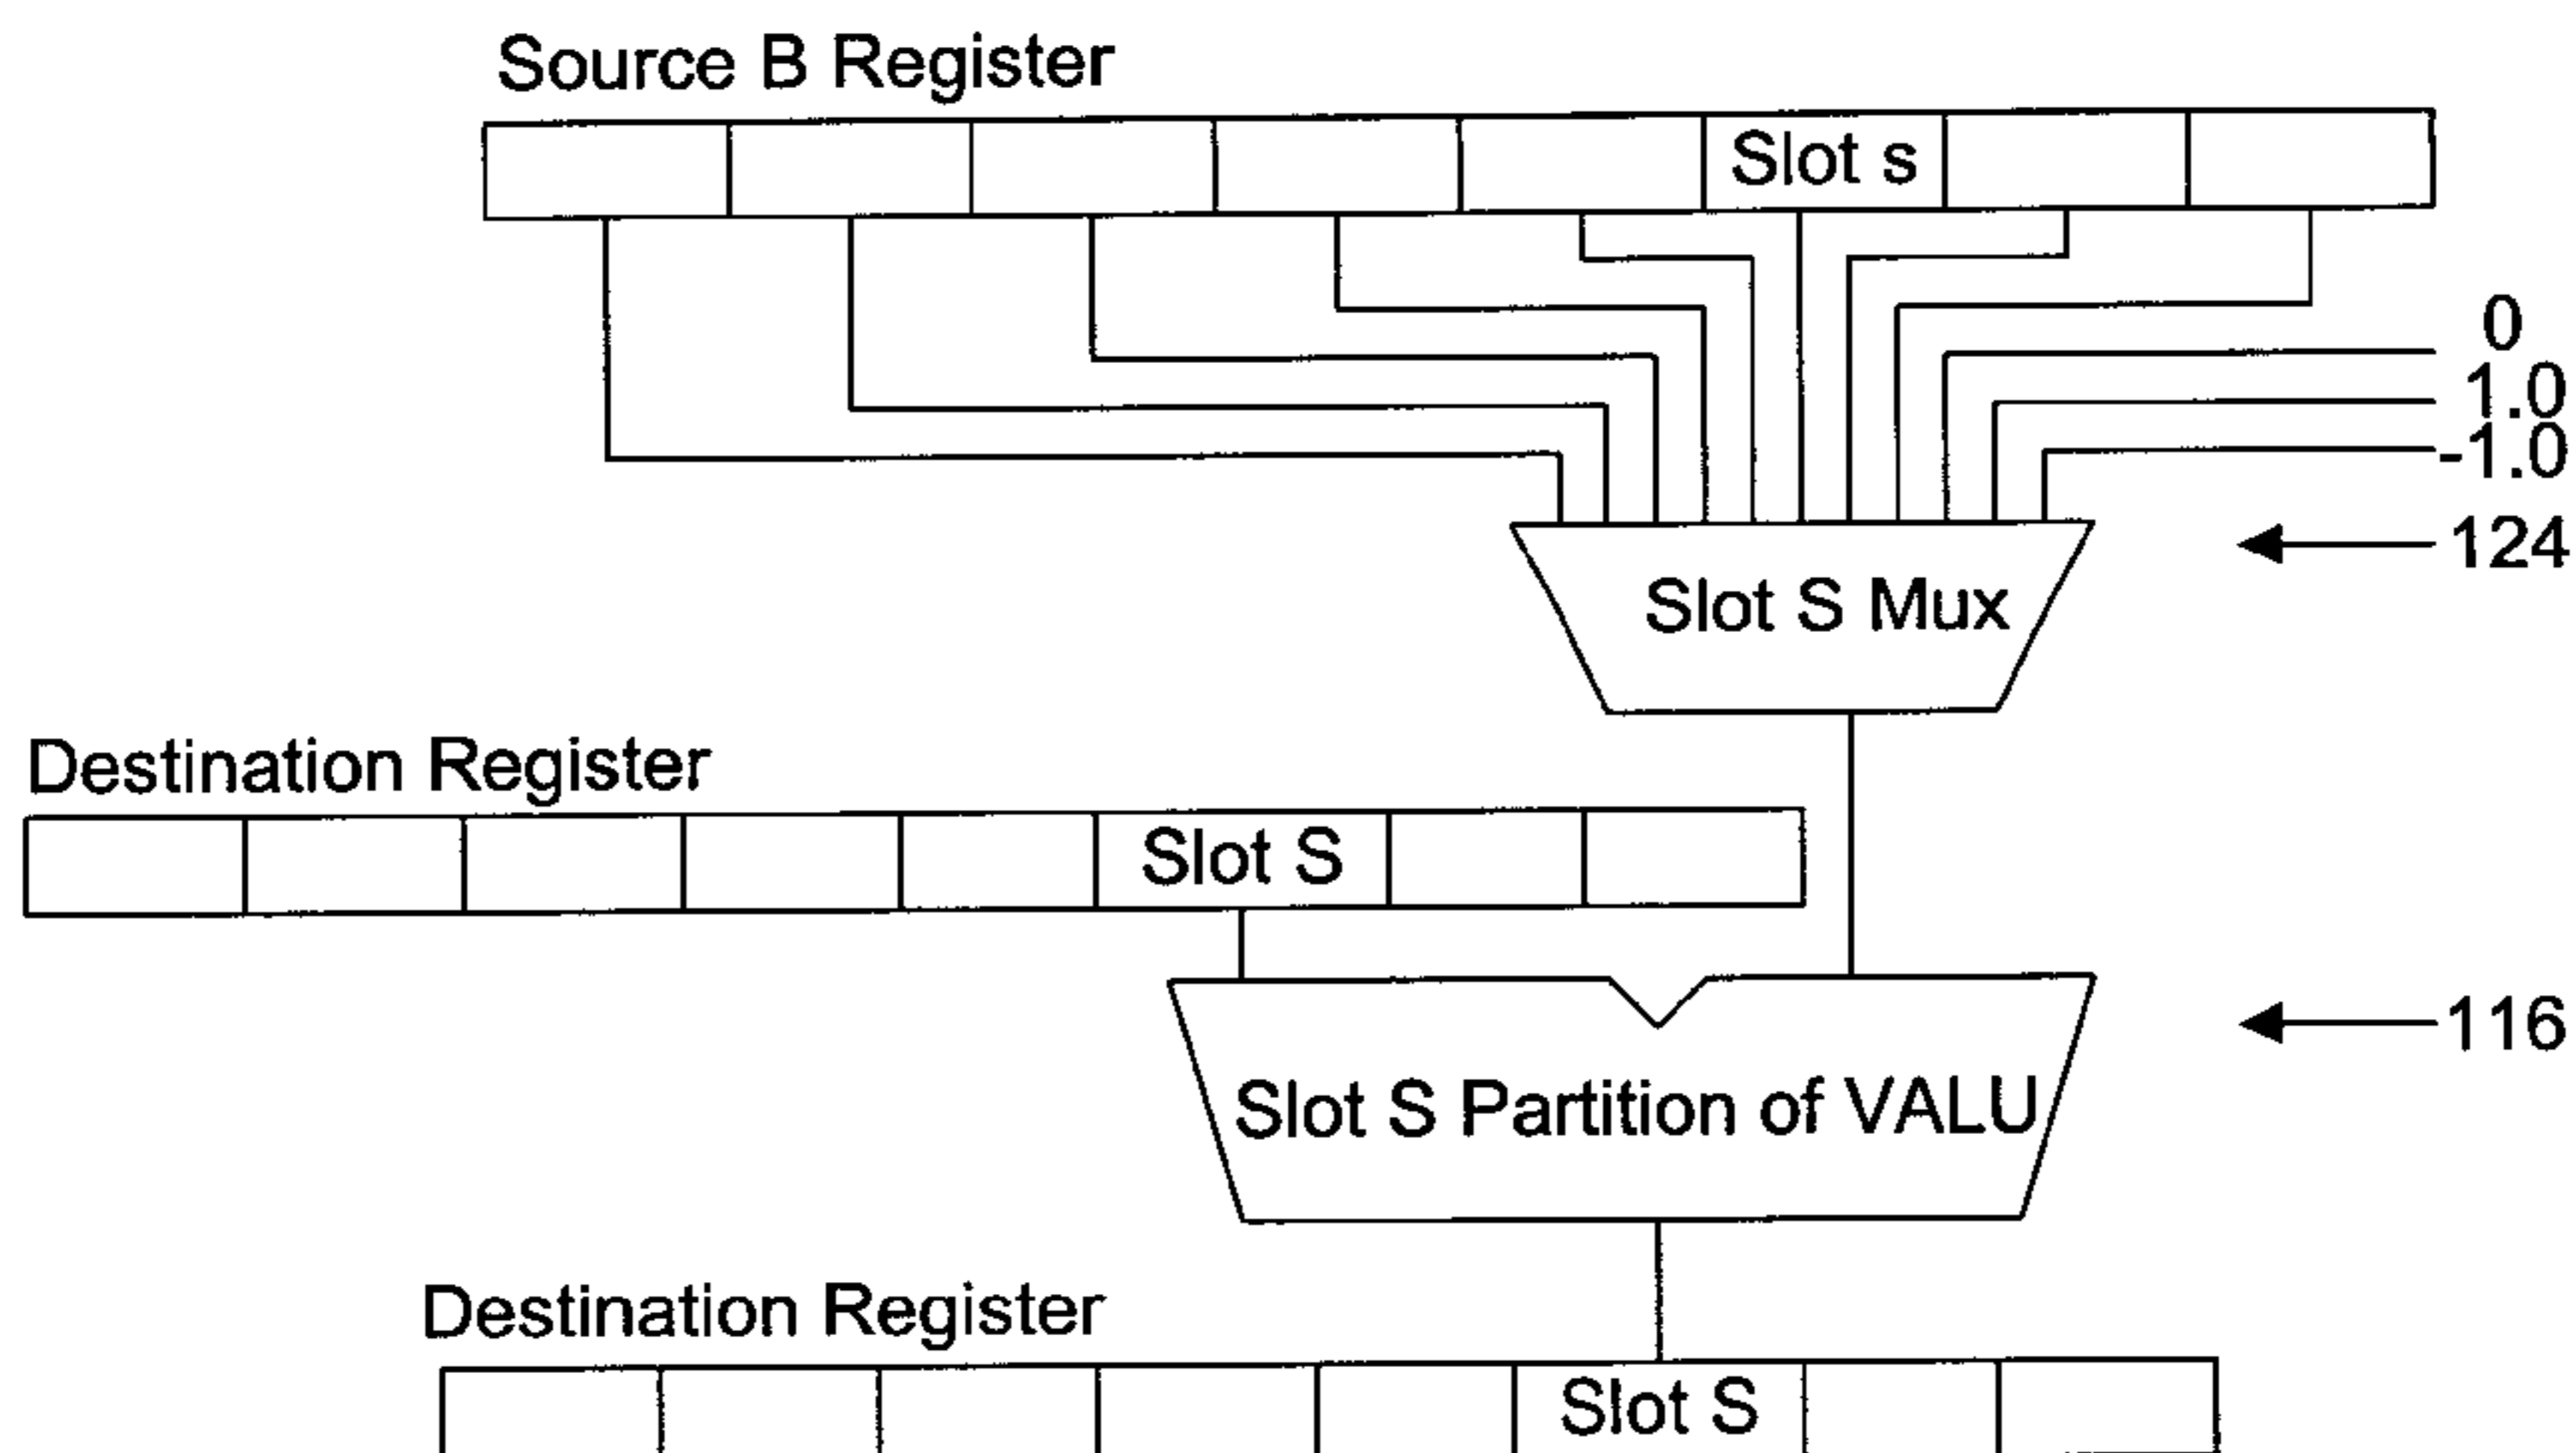 Source B Register
Slot s
0
1.0
-1.0
124
Slot S Mux
Destination Register
Slot S
116
Slot S Partition of VALU
Destination Register
Slot S